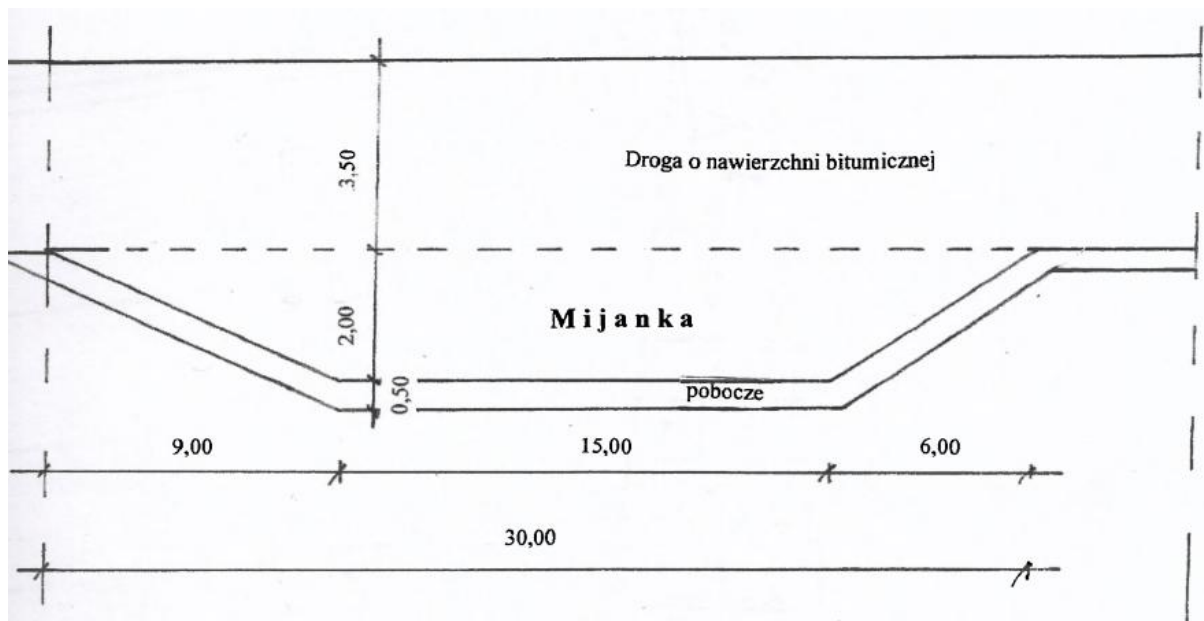 3,50
Droga o nawierzchni bitumicznej
2,00
Mijanka
0,50
pobocze
9,00
15,00
6,00
30,00